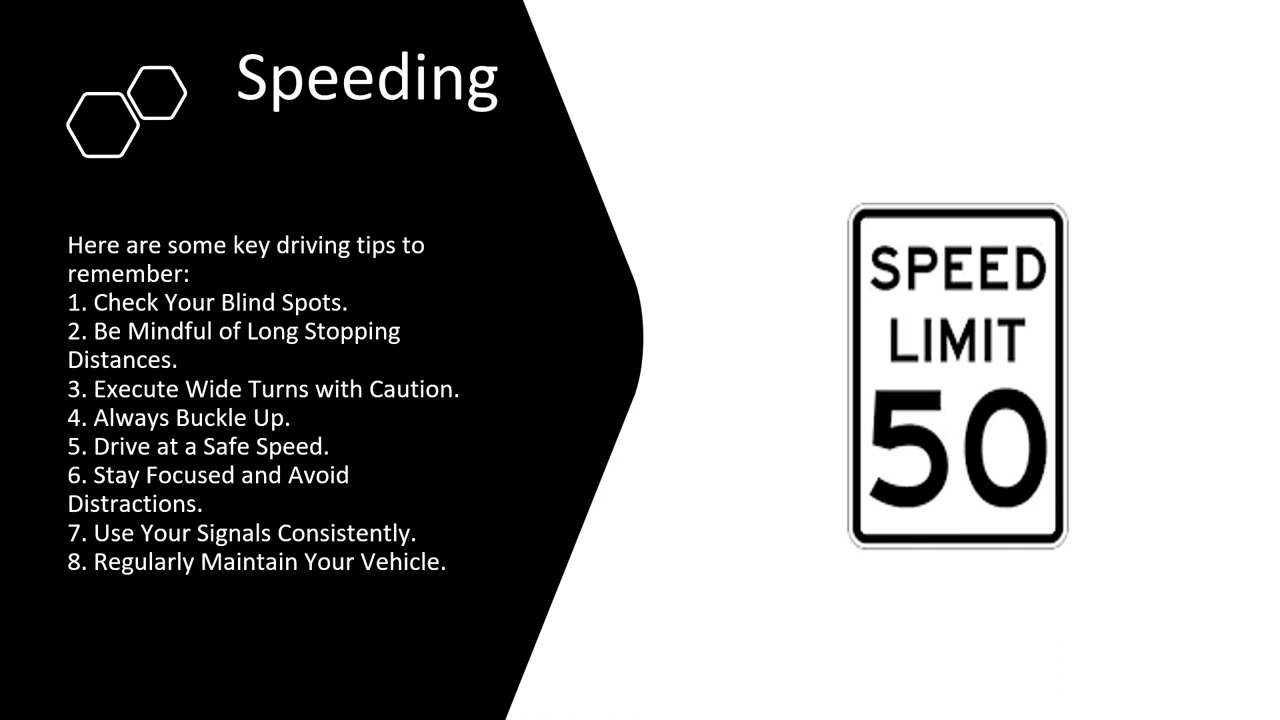 Speeding
Here are some key driving tips to
remember:
1. Check Your Blind Spots.
2. Be Mindful of Long Stopping
Distances.
3. Execute Wide Turns with Caution.
4. Always Buckle Up.
5. Drive at a Safe Speed.
6. Stay Focused and Avoid
Distractions.
7. Use Your Signals Consistently.
8. Regularly Maintain Your Vehicle.
SPEED
LIMIT
50